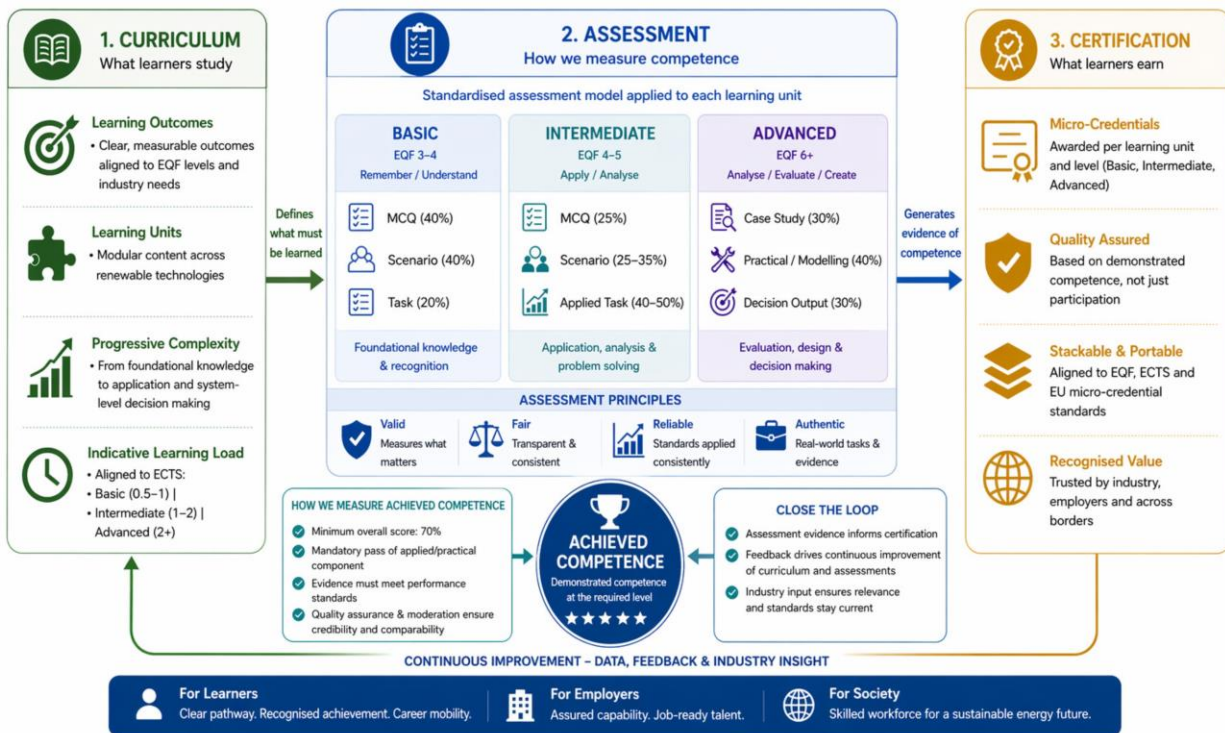 1. CURRICULUM
What learners study
Learning Outcomes
• Clear, measurable outcomes
aligned to EQF levels and
industry needs
Learning Units
• Modular content across
renewable technologies
Progressive Complexity
• From foundational knowledge
to application and system-
level decision making
Indicative Learning Load
• Aligned to ECTS:
• Basic (0.5–1) |
• Intermediate (1–2) |
Advanced (2+)
Defines
what must
be learned
2. ASSESSMENT
How we measure competence
Standardised assessment model applied to each learning unit
BASIC
EQF 3–4
Remember / Understand
MCQ (40%)
Scenario (40%)
Task (20%)
Foundational knowledge
& recognition
INTERMEDIATE
EQF 4–5
Apply / Analyse
MCQ (25%)
Scenario (25–35%)
Applied Task (40–50%)
Application, analysis &
problem solving
ADVANCED
EQF 6+
Analyse / Evaluate / Create
Case Study (30%)
Practical / Modelling (40%)
Decision Output (30%)
Evaluation, design &
decision making
ASSESSMENT PRINCIPLES
Valid
Measures what
matters
Fair
Transparent &
consistent
Reliable
Standards applied
consistently
Authentic
Real-world tasks &
evidence
Generates
evidence of
competence
3. CERTIFICATION
What learners earn
Micro-Credentials
Awarded per learning unit
and level (Basic, Intermediate,
Advanced)
Quality Assured
Based on demonstrated
competence, not just
participation
Stackable & Portable
Aligned to EQF, ECTS and
EU micro-credential
standards
Recognised Value
Trusted by industry,
employers and across
borders
HOW WE MEASURE ACHIEVED COMPETENCE
Minimum overall score: 70%
Mandatory pass of applied/practical
component
Evidence must meet performance
standards
Quality assurance & moderation ensure
credibility and comparability
ACHIEVED
COMPETENCE
Demonstrated competence
at the required level
CLOSE THE LOOP
Assessment evidence informs certification
Feedback drives continuous improvement
of curriculum and assessments
Industry input ensures relevance
and standards stay current
CONTINUOUS IMPROVEMENT – DATA, FEEDBACK & INDUSTRY INSIGHT
For Learners
Clear pathway. Recognised achievement. Career mobility.
For Employers
Assured capability. Job-ready talent.
For Society
Skilled workforce for a sustainable energy future.